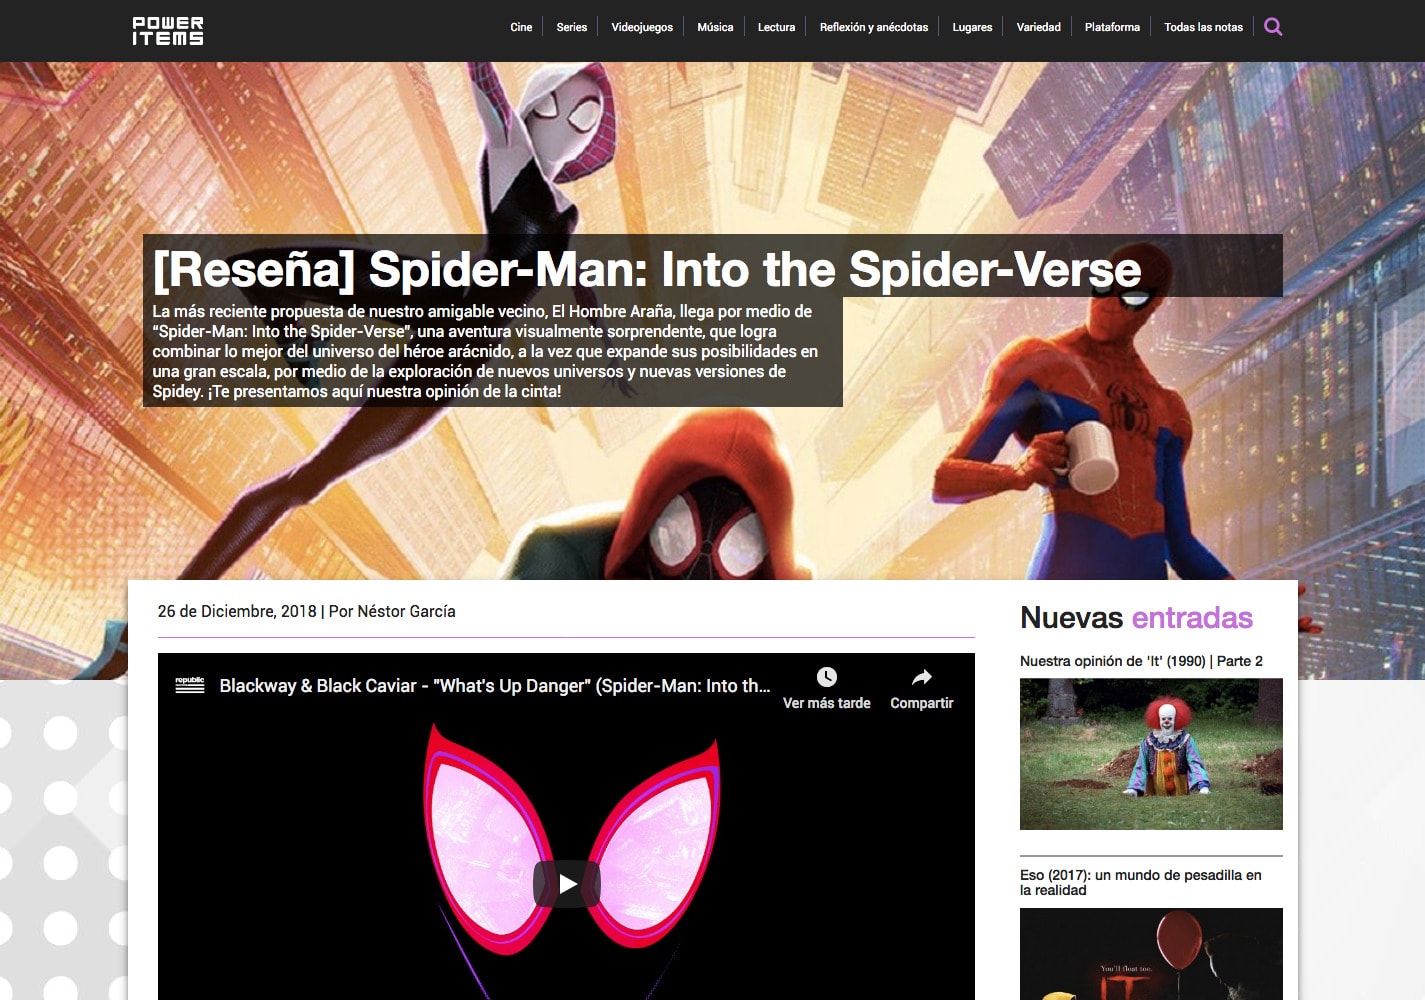 POWER
ITEMS
Cine
Series
Videojuegos
Música
Lectura
Reflexión y anécdotas
Lugares
Variedad
Plataforma
Todas las notas
[Reseña] Spider-Man: Into the Spider-Verse
La más reciente propuesta de nuestro amigable vecino, El Hombre Araña, llega por medio de
“Spider-Man: Into the Spider-Verse”, una aventura visualmente sorprendente, que logra
combinar lo mejor del universo del héroe arácnido, a la vez que expande sus posibilidades en
una gran escala, por medio de la exploración de nuevos universos y nuevas versiones de
Spidey. ¡Te presentamos aquí nuestra opinión de la cinta!
26 de Diciembre, 2018 | Por Néstor García
republic
Blackway & Black Caviar - "What's Up Danger" (Spider-Man: Into th...
Ver más tarde
Compartir
Nuevas entradas
Nuestra opinión de 'It' (1990) | Parte 2
Eso (2017): un mundo de pesadilla en
la realidad
You'll float too.
IT